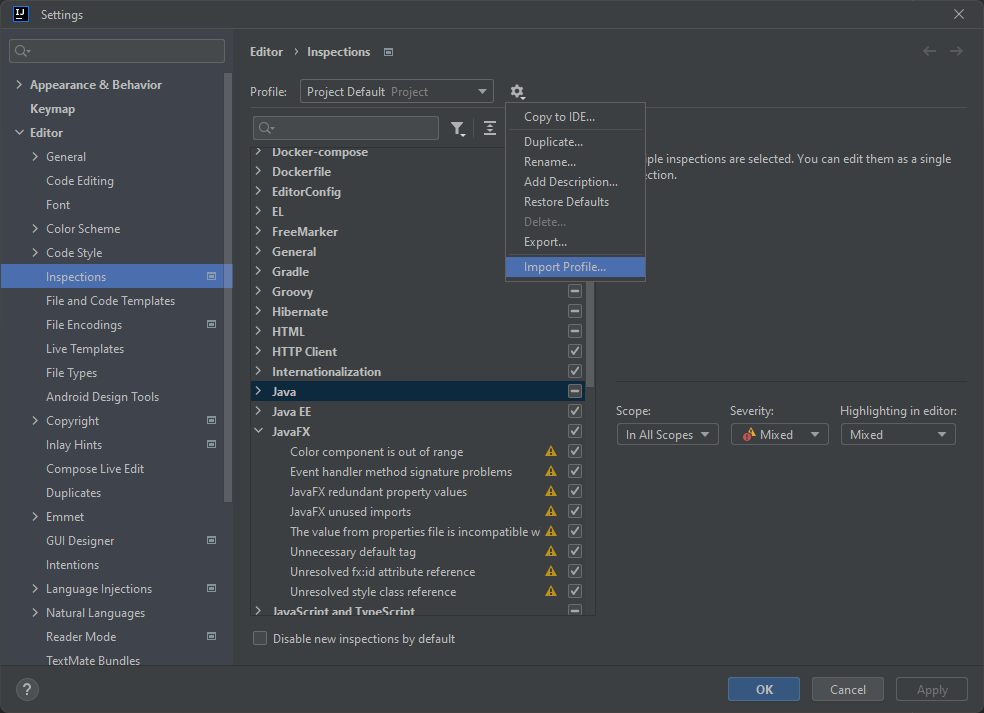 IJ
Settings
Appearance & Behavior
Keymap
Editor
General
Code Editing
Font
Color Scheme
Code Style
Inspections
File and Code Templates
File Encodings
Live Templates
File Types
Android Design Tools
Copyright
Inlay Hints
Compose Live Edit
Duplicates
Emmet
GUI Designer
Intentions
Language Injections
Natural Languages
Reader Mode
TextMate Bundles
Editor › Inspections
Profile: Project Default Project
Copy to IDE...
Duplicate...
Rename...
Add Description...
Restore Defaults
Delete...
Export...
Import Profile...
Docker-compose
Dockerfile
EditorConfig
EL
FreeMarker
General
Gradle
Groovy
Hibernate
HTML
HTTP Client
Internationalization
Java
Java EE
JavaFX
Color component is out of range
Event handler method signature problems
JavaFX redundant property values
JavaFX unused imports
The value from properties file is incompatible w
Unnecessary default tag
Unresolved fx:id attribute reference
Unresolved style class reference
JavaScript and TypeScript
Disable new inspections by default
ple inspections are selected. You can edit them as a single
ction.
Scope: Severity: Highlighting in editor:
In All Scopes Mixed Mixed
? OK Cancel Apply